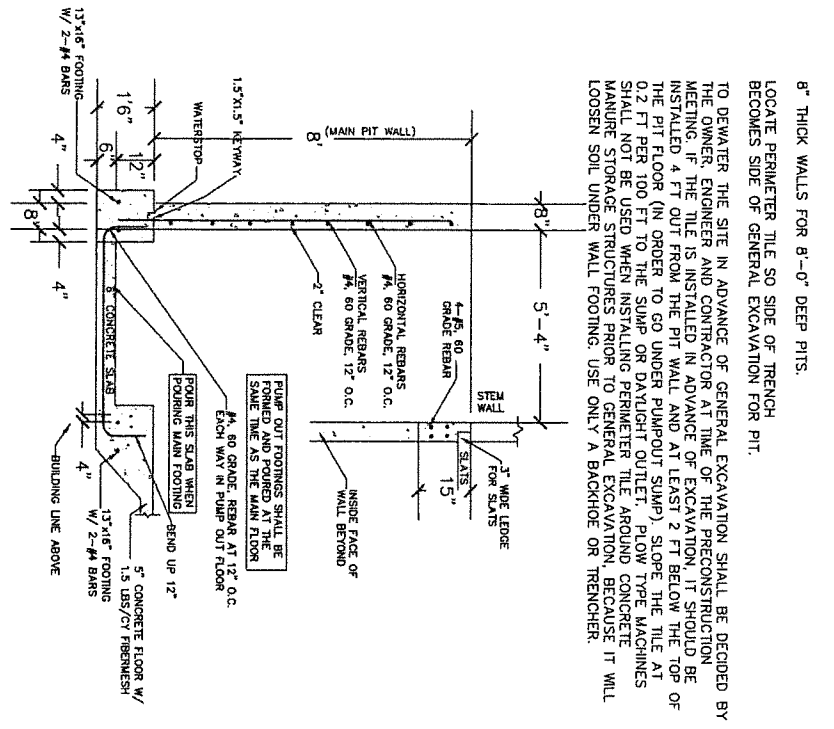 8" THICK WALLS FOR 8'-0" DEEP PITS.
LOCATE PERIMETER TILE SO SIDE OF TRENCH
BECOMES SIDE OF GENERAL EXCAVATION FOR PIT.
TO DEWATER THE SITE IN ADVANCE OF GENERAL EXCAVATION SHALL BE DECIDED BY
THE OWNER, ENGINEER AND CONTRACTOR AT TIME OF THE PRECONSTRUCTION
MEETING. IF THE TILE IS INSTALLED IN ADVANCE OF EXCAVATION, IT SHOULD BE
INSTALLED 4 FT OUT FROM THE PIT WALL AND AT LEAST 2 FT BELOW THE TOP OF
THE PIT FLOOR (IN ORDER TO GO UNDER PUMPOUT SUMP). SLOPE THE TILE AT
0.2 FT PER 100 FT TO THE SUMP OR DAYLIGHT OUTLET. PLOW TYPE MACHINES
SHALL NOT BE USED WHEN INSTALLING PERIMETER TILE AROUND CONCRETE
MANURE STORAGE STRUCTURES PRIOR TO GENERAL EXCAVATION, BECAUSE IT WILL
LOOSEN SOIL UNDER WALL FOOTING. USE ONLY A BACKHOE OR TRENCHER.
8"
5'-4"
STEM
WALL
SLATS
3" WIDE LEDGE
FOR SLATS
15"
4-#5, 60
GRADE REBAR
8'
(MAIN PIT WALL)
HORIZONTAL REBARS
#4, 60 GRADE, 12" O.C.
VERTICAL REBARS
#4, 60 GRADE, 12" O.C.
2" CLEAR
INSIDE FACE OF
WALL BEYOND
PUMP OUT FOOTINGS SHALL BE
FORMED AND POURED AT THE
SAME TIME AS THE MAIN FLOOR
#4, 60 GRADE, REBAR AT 12" O.C.
EACH WAY IN PUMP OUT FLOOR
1.5"X1.5" KEYWAY
WATERSTOP
12"
6"
1'6"
POUR THIS SLAB WHEN
POURING MAIN FOOTING
BEND UP 12"
6" CONCRETE SLAB
5" CONCRETE FLOOR W/
1.5 LBS/CY FIBERMESH
13"x16" FOOTING
W/ 2-#4 BARS
13"x16" FOOTING
W/ 2-#4 BARS
4"
8"
4"
4"
BUILDING LINE ABOVE